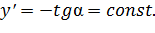 y' = −tgα = const.